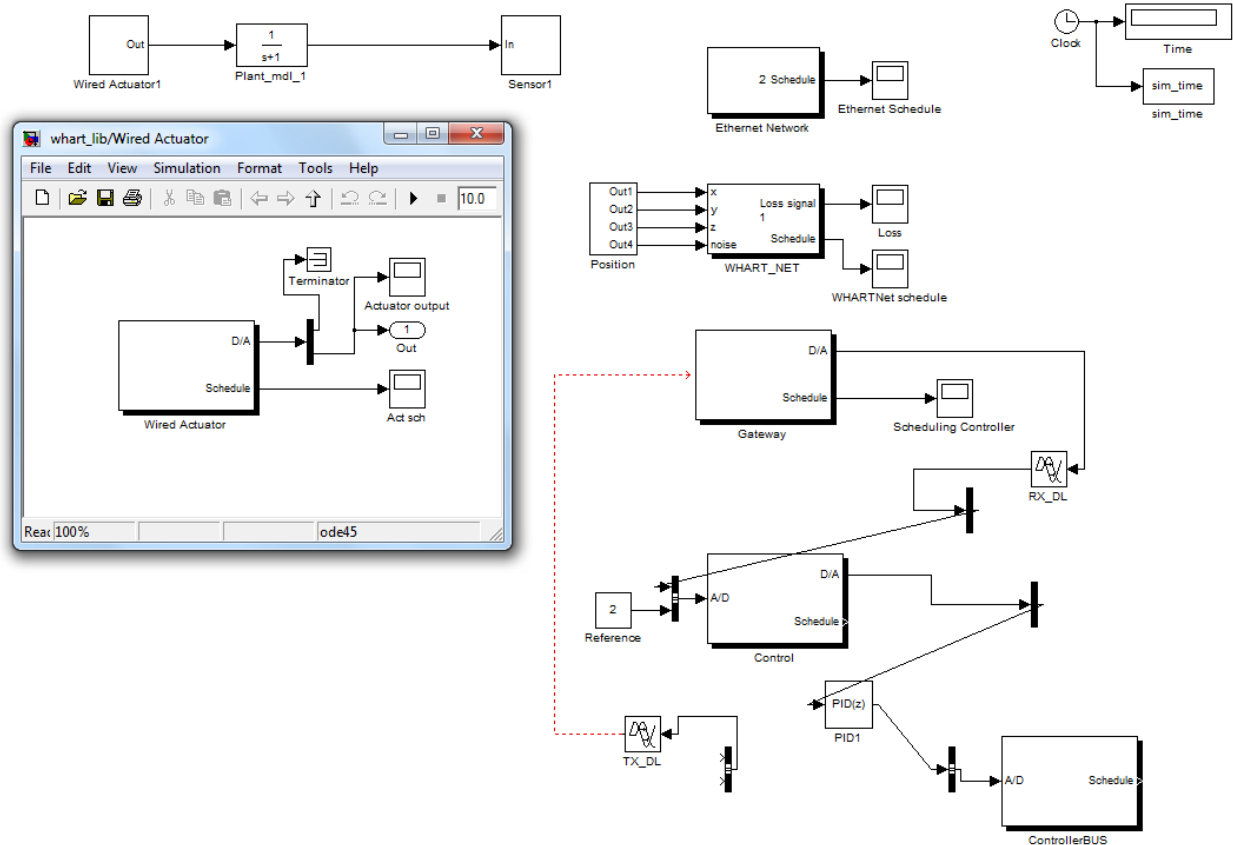 Out
Wired Actuator1
1
s+1
Plant_mdl_1
In
Sensor1
Clock
Time
sim_time
sim_time
2 Schedule
Ethernet Network
Ethernet Schedule
whart_lib/Wired Actuator
File Edit View Simulation Format Tools Help
10.0
Terminator
Actuator output
D/A
1
Out
Schedule
Act sch
Wired Actuator
Reac 100%
ode45
Out1
Out2
Out3
Out4
Position
x
y
z
noise
Loss signal
1
Schedule
WHART_NET
Loss
WHARTNet schedule
D/A
Schedule
Gateway
Scheduling Controller
RX_DL
2
Reference
A/D
D/A
Schedule
Control
PID(z)
PID1
TX_DL
A/D
Schedule
ControllerBUS